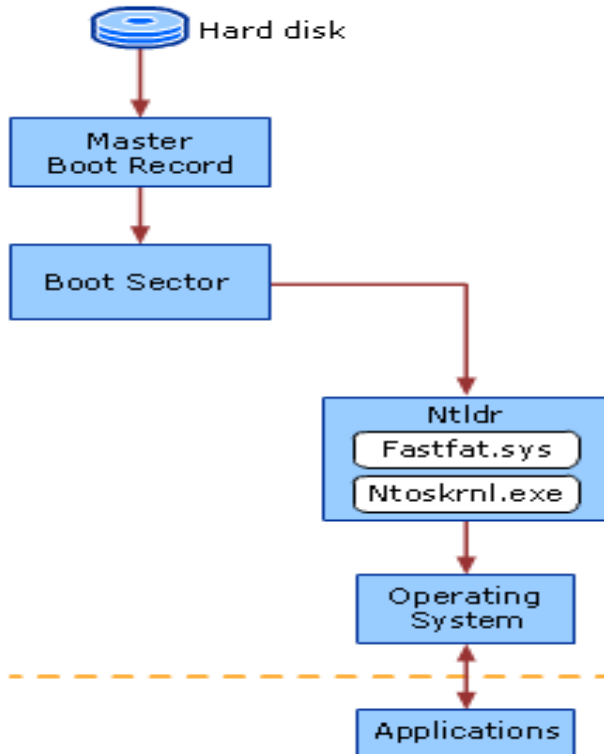 Hard disk
Master
Boot Record
Boot Sector
Ntldr
Fastfat.sys
Ntoskrnl.exe
Operating
System
Applications